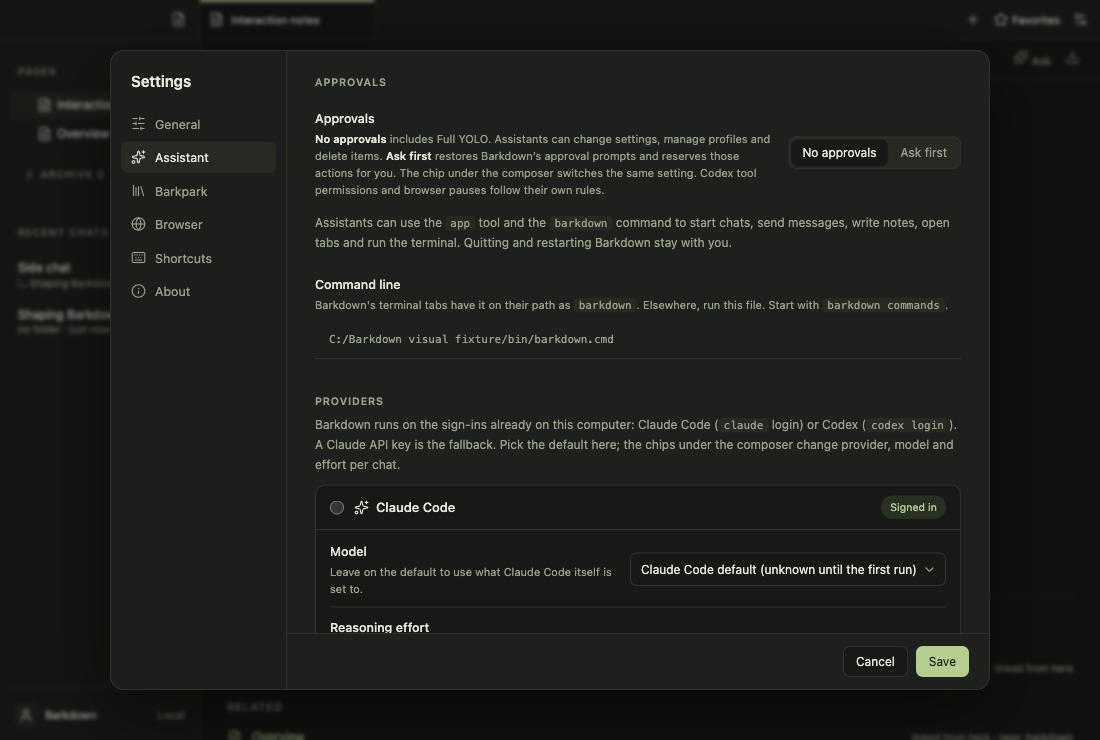 Interaction notes
Favorites
Ask
PAGES
Overview
ARCHIVE
RECENT CHATS
Side chat
Barkdown
Local
RELATED
Overview
Settings
General
Assistant
Barkpark
Browser
Shortcuts
About
APPROVALS
Approvals
No approvals includes Full YOLO. Assistants can change settings, manage profiles and
delete items. Ask first restores Barkdown's approval prompts and reserves those
actions for you. The chip under the composer switches the same setting. Codex tool
permissions and browser pauses follow their own rules.
No approvals
Ask first
Assistants can use the app tool and the barkdown command to start chats, send messages, write notes, open
tabs and run the terminal. Quitting and restarting Barkdown stay with you.
Command line
Barkdown's terminal tabs have it on their path as barkdown. Elsewhere, run this file. Start with barkdown commands.
C:/Barkdown visual fixture/bin/barkdown.cmd
PROVIDERS
Barkdown runs on the sign-ins already on this computer: Claude Code (claude login) or Codex (codex login).
A Claude API key is the fallback. Pick the default here; the chips under the composer change provider, model and
effort per chat.
Claude Code
Signed in
Model
Leave on the default to use what Claude Code itself is
set to.
Claude Code default (unknown until the first run)
Reasoning effort
Cancel
Save